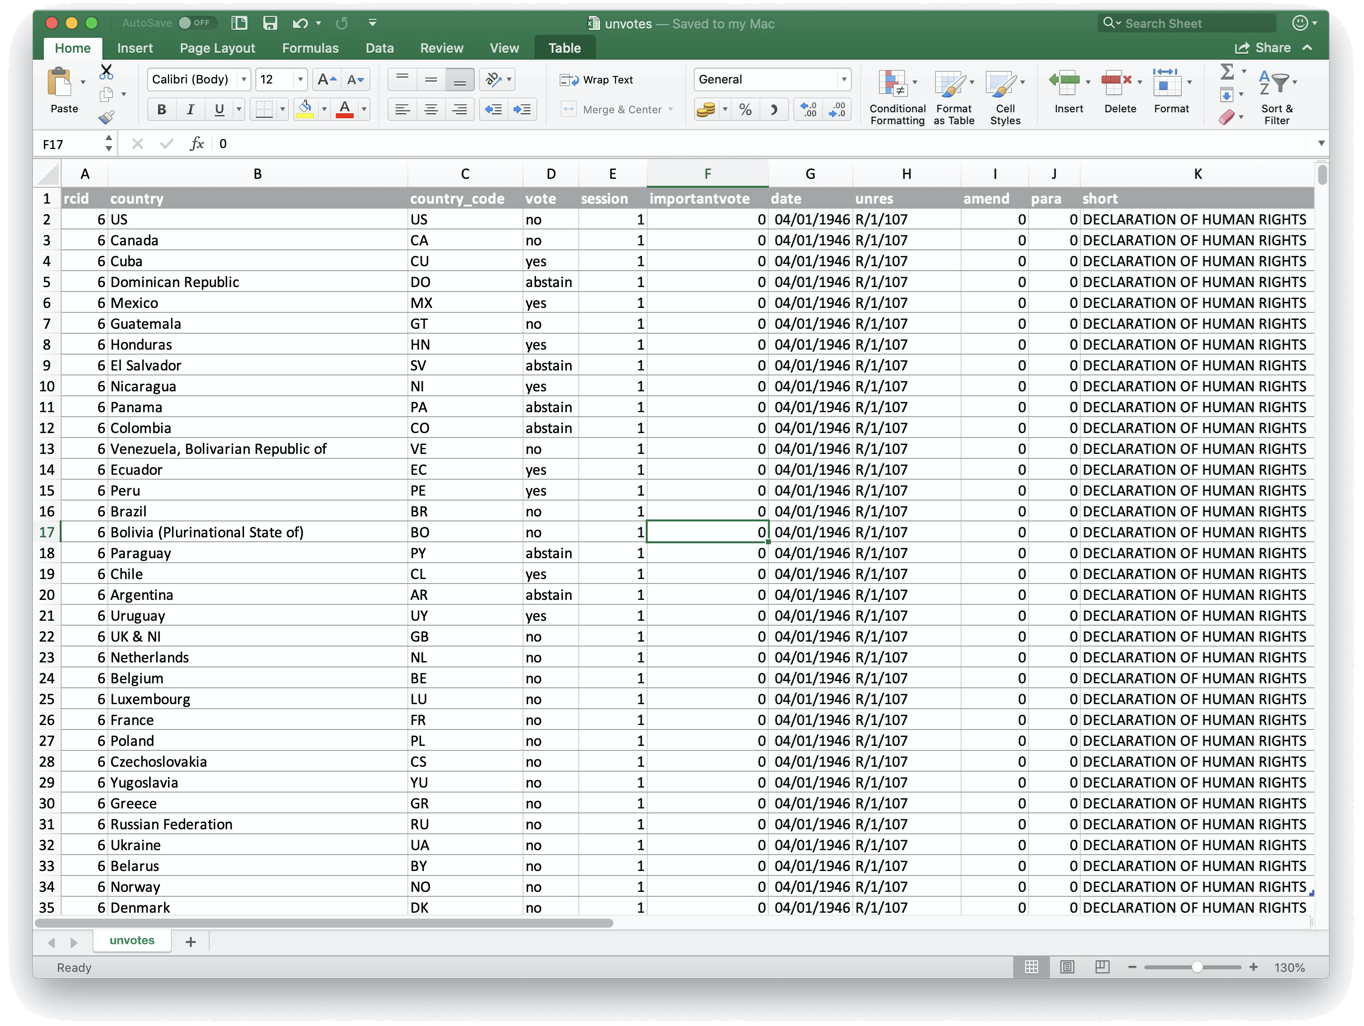 AutoSave OFF unvotes — Saved to my Mac Search Sheet
Home Insert Page Layout Formulas Data Review View Table Share
Paste Calibri (Body) 12 A A Wrap Text General Conditional Formatting Format as Table Cell Styles Insert Delete Format Sort & Filter
B I U A Merge & Center % .0 .00 .00 .0
F17 fx 0
A B C D E F G H I J K
1 rcid country country_code vote session importantvote date unres amend para short
2 6 US US no 1 0 04/01/1946 R/1/107 0 0 DECLARATION OF HUMAN RIGHTS
3 6 Canada CA no 1 0 04/01/1946 R/1/107 0 0 DECLARATION OF HUMAN RIGHTS
4 6 Cuba CU yes 1 0 04/01/1946 R/1/107 0 0 DECLARATION OF HUMAN RIGHTS
5 6 Dominican Republic DO abstain 1 0 04/01/1946 R/1/107 0 0 DECLARATION OF HUMAN RIGHTS
6 6 Mexico MX yes 1 0 04/01/1946 R/1/107 0 0 DECLARATION OF HUMAN RIGHTS
7 6 Guatemala GT no 1 0 04/01/1946 R/1/107 0 0 DECLARATION OF HUMAN RIGHTS
8 6 Honduras HN yes 1 0 04/01/1946 R/1/107 0 0 DECLARATION OF HUMAN RIGHTS
9 6 El Salvador SV abstain 1 0 04/01/1946 R/1/107 0 0 DECLARATION OF HUMAN RIGHTS
10 6 Nicaragua NI yes 1 0 04/01/1946 R/1/107 0 0 DECLARATION OF HUMAN RIGHTS
11 6 Panama PA abstain 1 0 04/01/1946 R/1/107 0 0 DECLARATION OF HUMAN RIGHTS
12 6 Colombia CO abstain 1 0 04/01/1946 R/1/107 0 0 DECLARATION OF HUMAN RIGHTS
13 6 Venezuela, Bolivarian Republic of VE no 1 0 04/01/1946 R/1/107 0 0 DECLARATION OF HUMAN RIGHTS
14 6 Ecuador EC yes 1 0 04/01/1946 R/1/107 0 0 DECLARATION OF HUMAN RIGHTS
15 6 Peru PE yes 1 0 04/01/1946 R/1/107 0 0 DECLARATION OF HUMAN RIGHTS
16 6 Brazil BR no 1 0 04/01/1946 R/1/107 0 0 DECLARATION OF HUMAN RIGHTS
17 6 Bolivia (Plurinational State of) BO no 1 0 04/01/1946 R/1/107 0 0 DECLARATION OF HUMAN RIGHTS
18 6 Paraguay PY abstain 1 0 04/01/1946 R/1/107 0 0 DECLARATION OF HUMAN RIGHTS
19 6 Chile CL yes 1 0 04/01/1946 R/1/107 0 0 DECLARATION OF HUMAN RIGHTS
20 6 Argentina AR abstain 1 0 04/01/1946 R/1/107 0 0 DECLARATION OF HUMAN RIGHTS
21 6 Uruguay UY yes 1 0 04/01/1946 R/1/107 0 0 DECLARATION OF HUMAN RIGHTS
22 6 UK & NI GB no 1 0 04/01/1946 R/1/107 0 0 DECLARATION OF HUMAN RIGHTS
23 6 Netherlands NL no 1 0 04/01/1946 R/1/107 0 0 DECLARATION OF HUMAN RIGHTS
24 6 Belgium BE no 1 0 04/01/1946 R/1/107 0 0 DECLARATION OF HUMAN RIGHTS
25 6 Luxembourg LU no 1 0 04/01/1946 R/1/107 0 0 DECLARATION OF HUMAN RIGHTS
26 6 France FR no 1 0 04/01/1946 R/1/107 0 0 DECLARATION OF HUMAN RIGHTS
27 6 Poland PL no 1 0 04/01/1946 R/1/107 0 0 DECLARATION OF HUMAN RIGHTS
28 6 Czechoslovakia CS no 1 0 04/01/1946 R/1/107 0 0 DECLARATION OF HUMAN RIGHTS
29 6 Yugoslavia YU no 1 0 04/01/1946 R/1/107 0 0 DECLARATION OF HUMAN RIGHTS
30 6 Greece GR no 1 0 04/01/1946 R/1/107 0 0 DECLARATION OF HUMAN RIGHTS
31 6 Russian Federation RU no 1 0 04/01/1946 R/1/107 0 0 DECLARATION OF HUMAN RIGHTS
32 6 Ukraine UA no 1 0 04/01/1946 R/1/107 0 0 DECLARATION OF HUMAN RIGHTS
33 6 Belarus BY no 1 0 04/01/1946 R/1/107 0 0 DECLARATION OF HUMAN RIGHTS
34 6 Norway NO no 1 0 04/01/1946 R/1/107 0 0 DECLARATION OF HUMAN RIGHTS
35 6 Denmark DK no 1 0 04/01/1946 R/1/107 0 0 DECLARATION OF HUMAN RIGHTS
unvotes +
Ready 130%